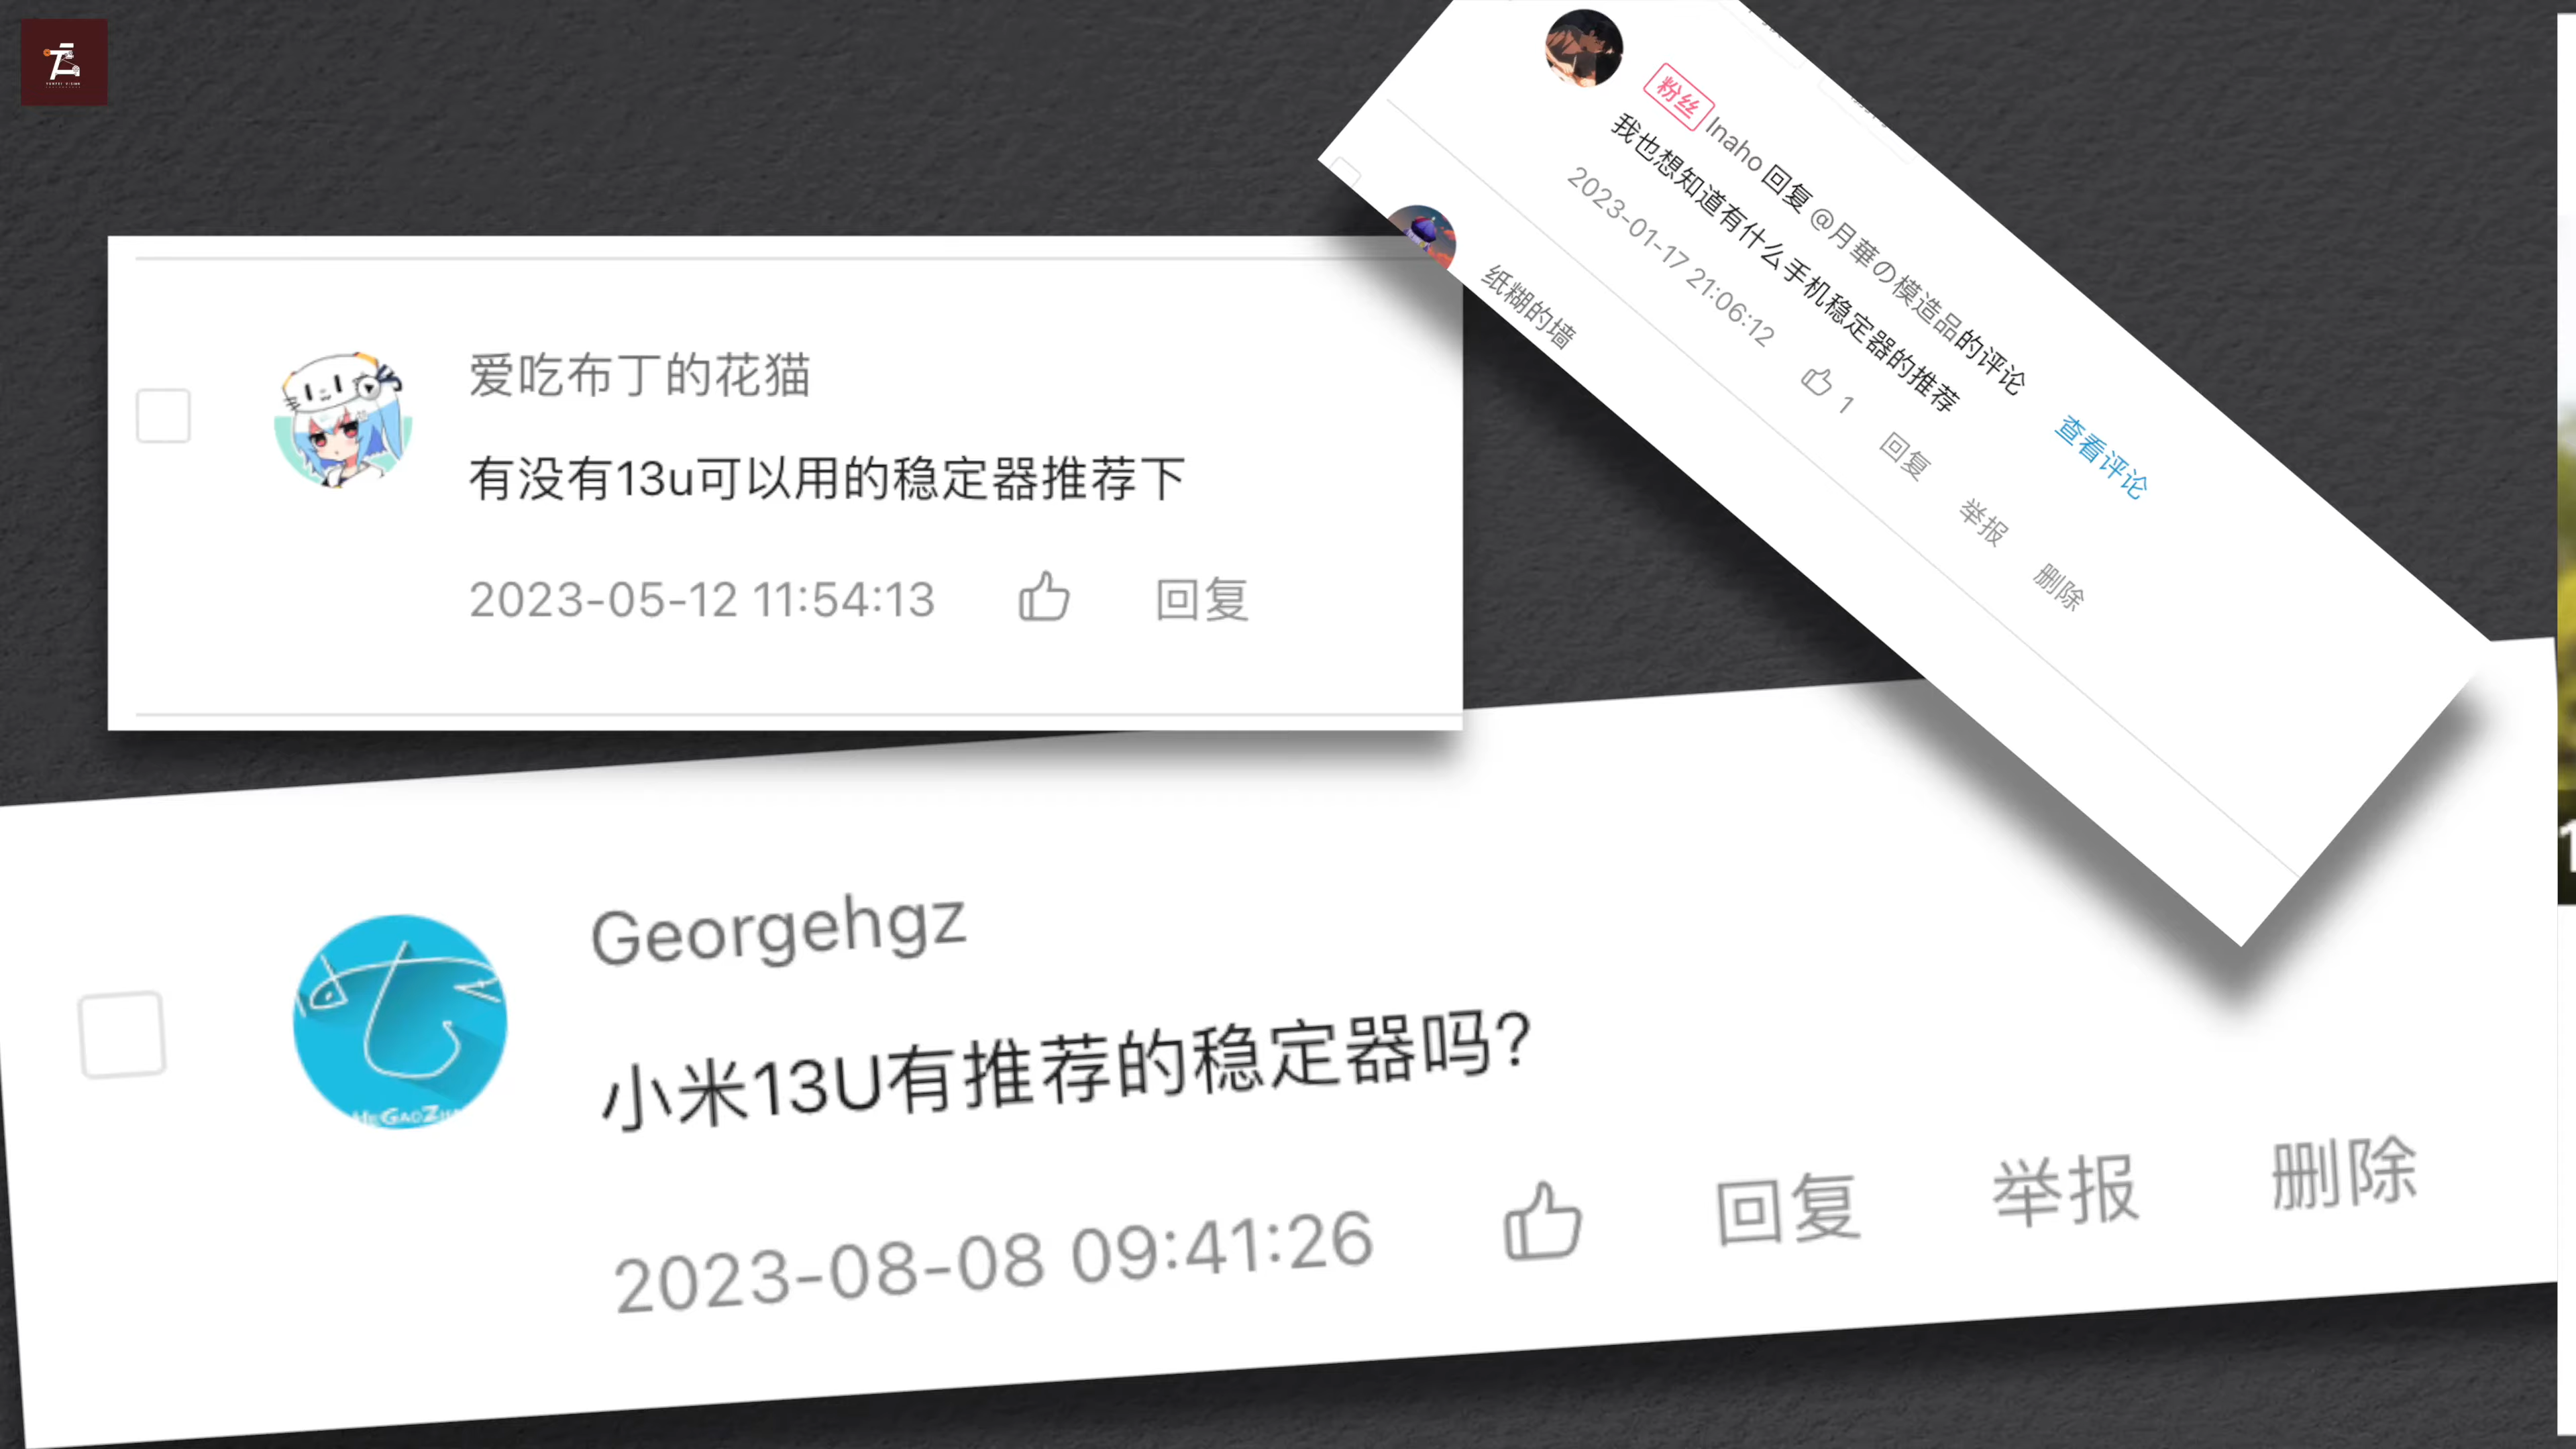 爱吃布丁的花猫
有没有13u可以用的稳定器推荐下
2023-05-12 11:54:13 回复
粉丝 Inaho 回复 @月華の模造品的评论
我也想知道有什么手机稳定器的推荐
2023-01-17 21:06:12 1 回复 举报 删除
查看评论
纸糊的墙
Georgehgz
小米13U有推荐的稳定器吗?
2023-08-08 09:41:26 回复 举报 删除